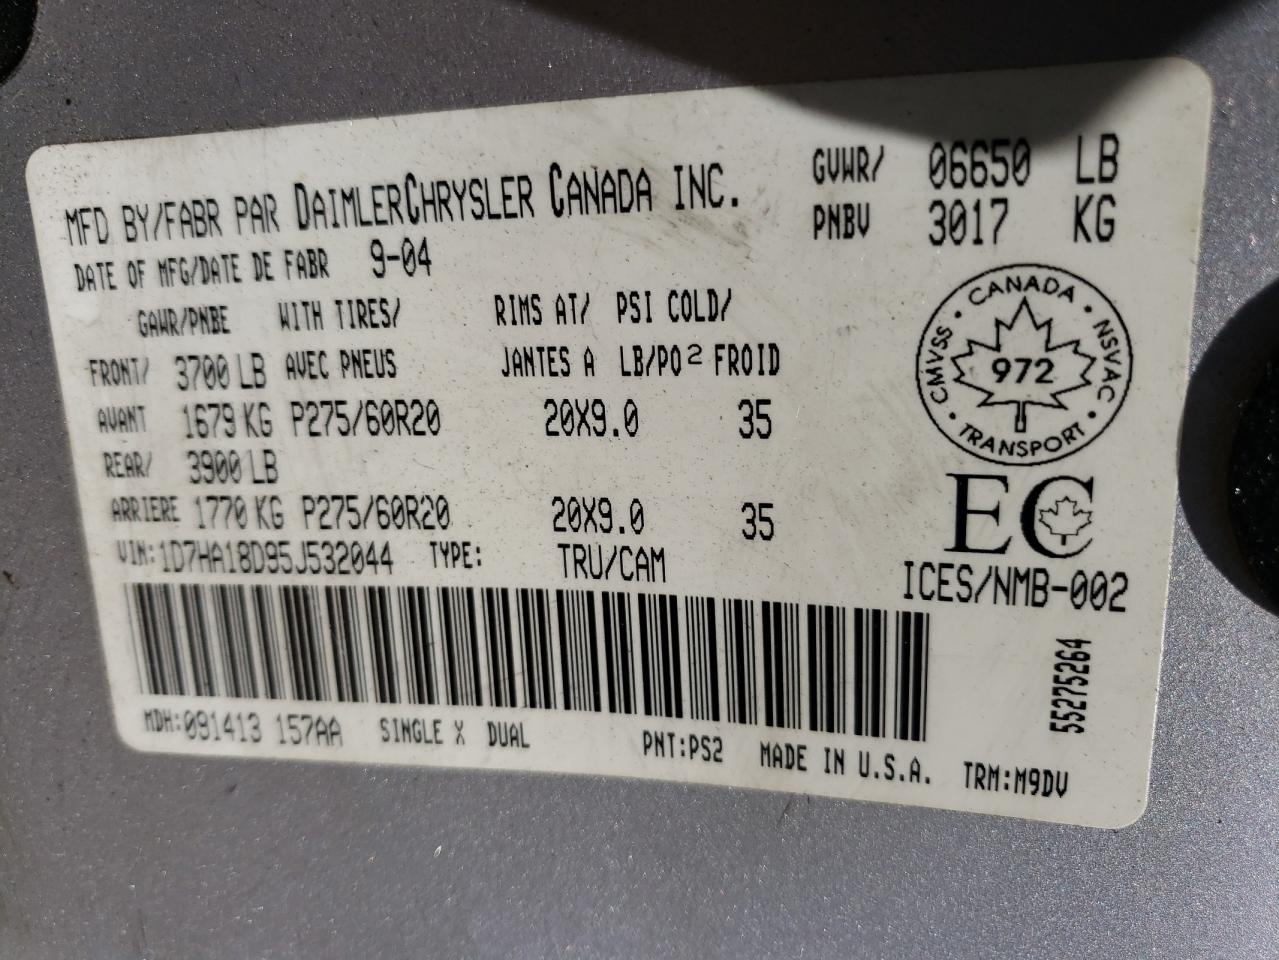 MFD BY/FABR PAR DAIMLERCHRYSLER CANADA INC.
GVWR/ 06650 LB
PNBV 3017 KG
DATE OF MFG/DATE DE FABR 9-04
GAWR/PNBE WITH TIRES/ RIMS AT/ PSI COLD/
FRONT/ 3700 LB AVEC PNEUS JANTES A LB/PO² FROID
AVANT 1679 KG P275/60R20 20X9.0 35
REAR/ 3900 LB
ARRIERE 1770 KG P275/60R20 20X9.0 35
VIN:1D7HA18D95J532044 TYPE: TRU/CAM
CANADA · NSVAC · TRANSPORT · CMVSS ·
972
EC
ICES/NMB-002
55275264
MDH:091413 157AA SINGLE X DUAL PNT:PS2 MADE IN U.S.A. TRM:M9DV